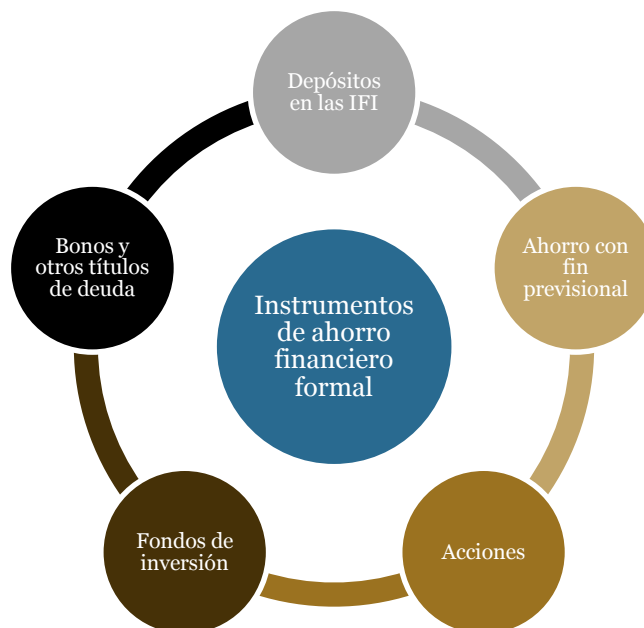 Depósitos
en las IFI
Ahorro con
fin
previsional
Acciones
Fondos de
inversión
Bonos y
otros títulos
de deuda
Instrumentos
de ahorro
financiero
formal